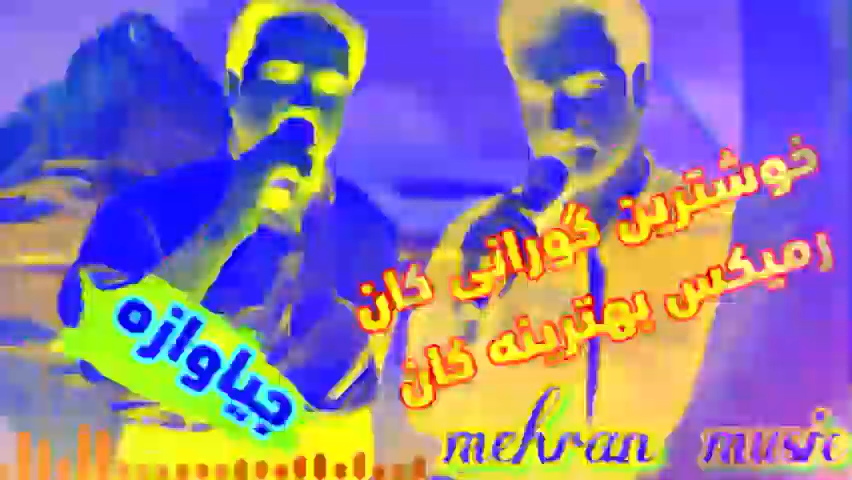 خوشترین گورانی کان
رمیکس بهترینه کان
جیاوازه
mehran music